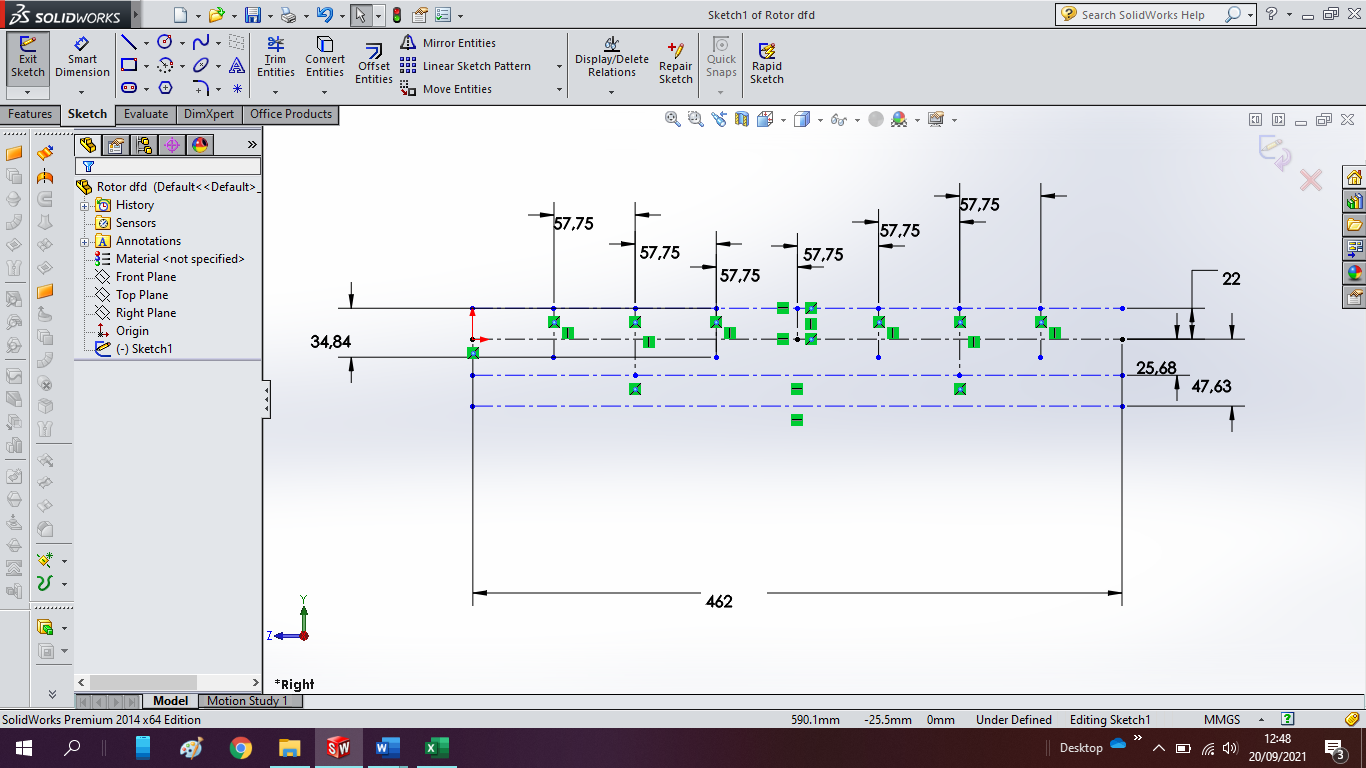 SOLIDWORKS
Sketch1 of Rotor dfd
Search SolidWorks Help
Exit Sketch
Smart Dimension
Trim Entities
Convert Entities
Offset Entities
Mirror Entities
Linear Sketch Pattern
Move Entities
Display/Delete Relations
Repair Sketch
Quick Snaps
Rapid Sketch
Features
Sketch
Evaluate
DimXpert
Office Products
Rotor dfd (Default<<Default>_
History
Sensors
Annotations
Material <not specified>
Front Plane
Top Plane
Right Plane
Origin
(-) Sketch1
57,75
57,75
57,75
57,75
57,75
57,75
22
34,84
25,68
47,63
462
Y
Z
*Right
Model
Motion Study 1
SolidWorks Premium 2014 x64 Edition
590.1mm
-25.5mm
0mm
Under Defined
Editing Sketch1
MMGS
Desktop
12:48
20/09/2021
3